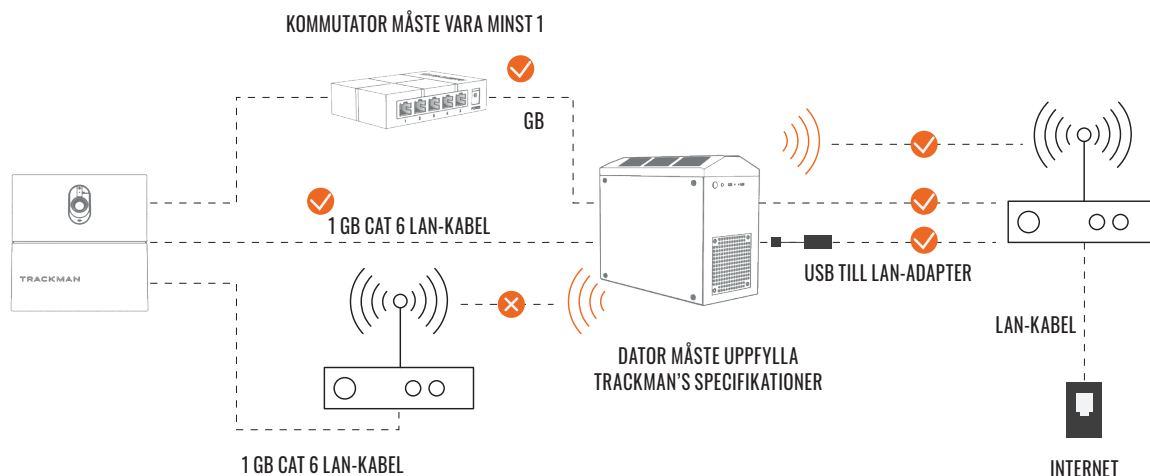 KOMMUTATOR MÅSTE VARA MINST 1
GB
1 GB CAT 6 LAN-KABEL
TRACKMAN
USB TILL LAN-ADAPTER
LAN-KABEL
DATOR MÅSTE UPPFYLLA
TRACKMAN'S SPECIFIKATIONER
1 GB CAT 6 LAN-KABEL
INTERNET